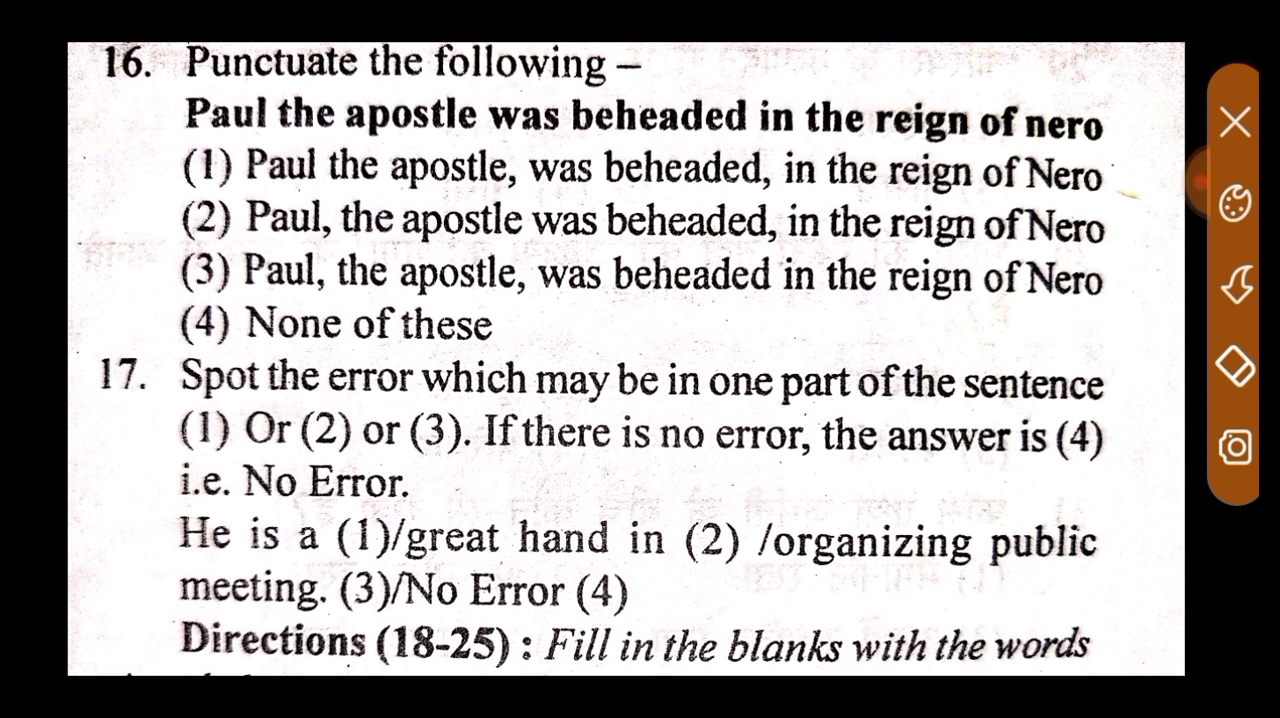 16. Punctuate the following –
Paul the apostle was beheaded in the reign of nero
(1) Paul the apostle, was beheaded, in the reign of Nero
(2) Paul, the apostle was beheaded, in the reign of Nero
(3) Paul, the apostle, was beheaded in the reign of Nero
(4) None of these
17. Spot the error which may be in one part of the sentence
(1) Or (2) or (3). If there is no error, the answer is (4)
i.e. No Error.
He is a (1)/great hand in (2) /organizing public
meeting. (3)/No Error (4)
Directions (18-25) : Fill in the blanks with the words